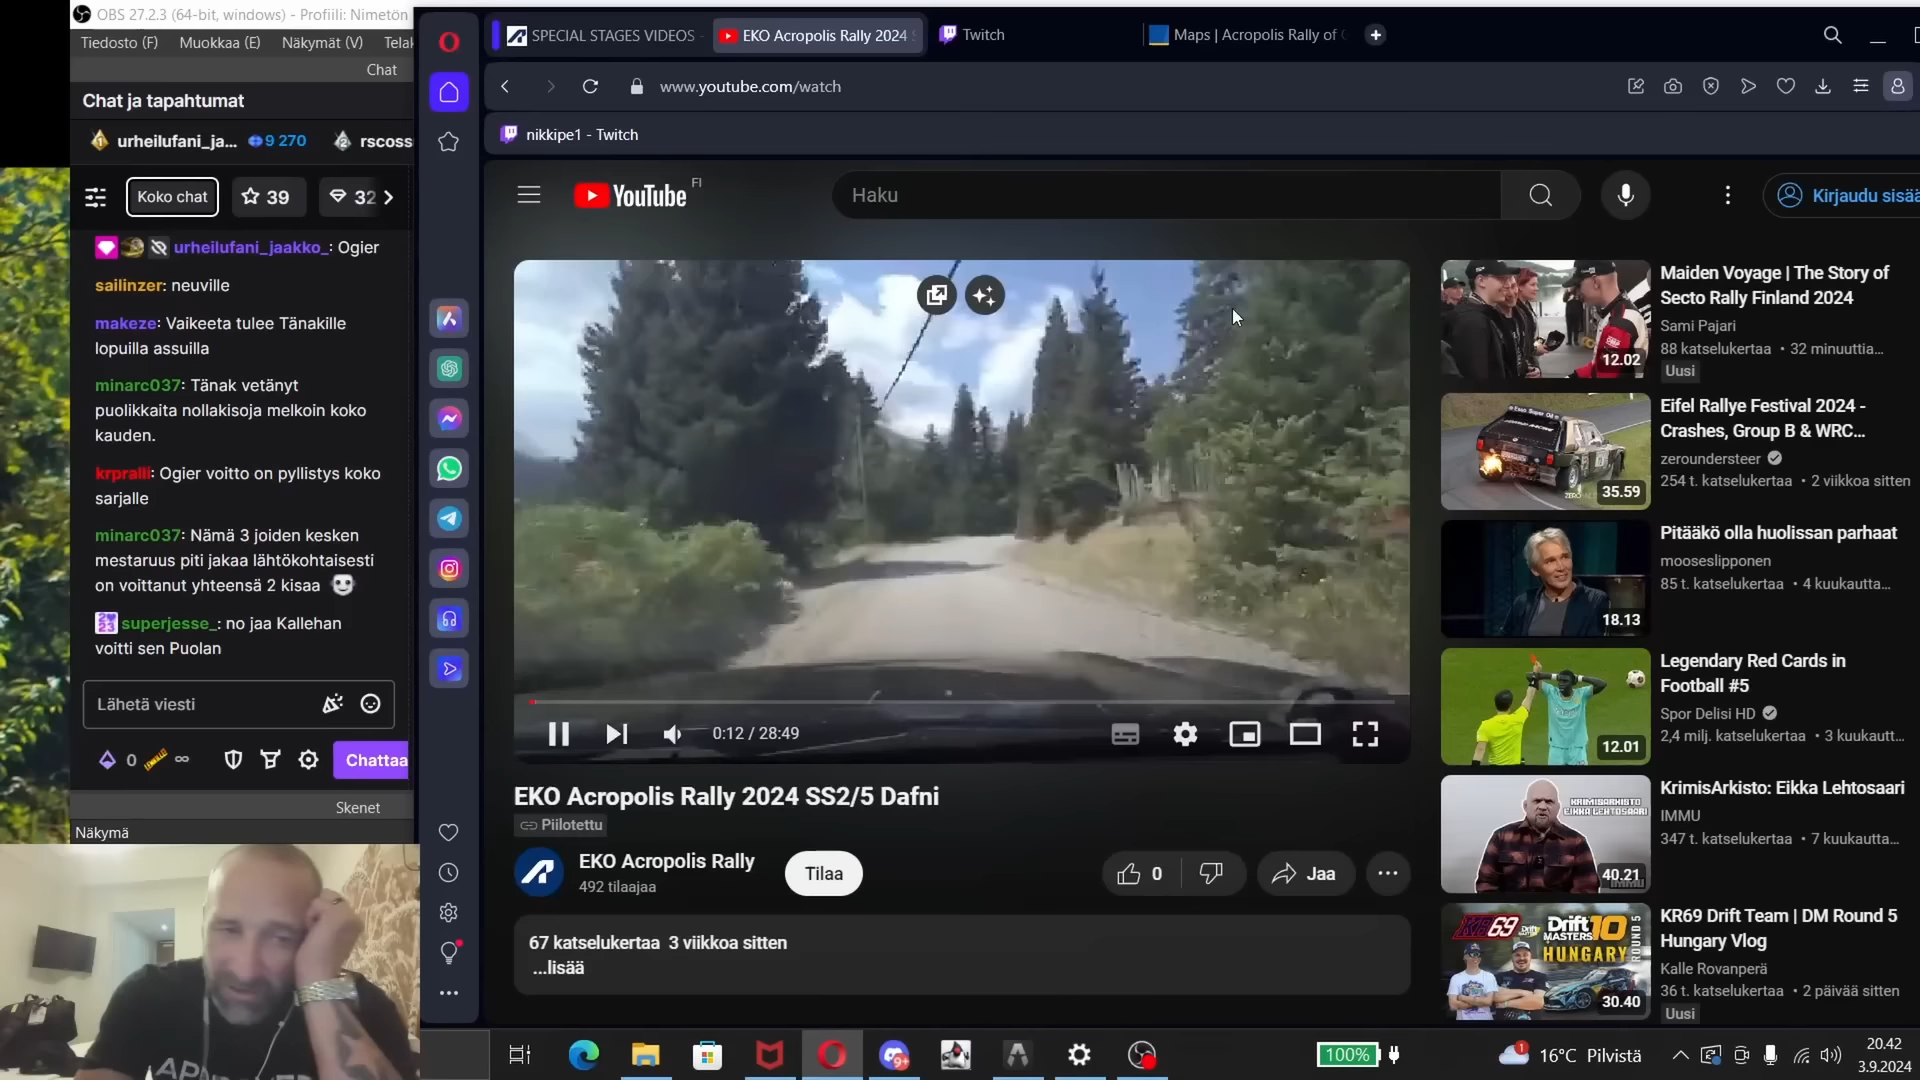 OBS 27.2.3 (64-bit, windows) - Profiili: Nimetön
Tiedosto (F) Muokkaa (E) Näkymät (V) Telak
Chat
Chat ja tapahtumat
urheilufani_ja... 9 270 rscoss
Koko chat 39 32
urheilufani_jaakko_: Ogier
sailinzer: neuville
makeze: Vaikeeta tulee Tänakille
lopuilla assuilla
minarc037: Tänak vetänyt
puolikkaita nollakisoja melkoin koko
kauden.
krpralli: Ogier voitto on pyllistys koko
sarjalle
minarc037: Nämä 3 joiden kesken
mestaruus piti jakaa lähtökohtaisesti
on voittanut yhteensä 2 kisaa
superjesse_: no jaa Kallehan
voitti sen Puolan
Lähetä viesti
0 ∞ Chattaa
Skenet
Näkymä
SPECIAL STAGES VIDEOS - EKO Acropolis Rally 2024 S Twitch Maps | Acropolis Rally of G
www.youtube.com/watch
nikkipe1 - Twitch
YouTube FI
Haku
Kirjaudu sisää
0:12 / 28:49
EKO Acropolis Rally 2024 SS2/5 Dafni
Piilotettu
EKO Acropolis Rally
492 tilaajaa
Tilaa
0
Jaa
67 katselukertaa 3 viikkoa sitten
...lisää
12.02
Maiden Voyage | The Story of
Secto Rally Finland 2024
Sami Pajari
88 katselukertaa • 32 minuuttia...
Uusi
35.59
Eifel Rallye Festival 2024 -
Crashes, Group B & WRC...
zeroundersteer
254 t. katselukertaa • 2 viikkoa sitten
18.13
Pitääkö olla huolissan parhaat
mooseslipponen
85 t. katselukertaa • 4 kuukautta...
12.01
Legendary Red Cards in
Football #5
Spor Delisi HD
2,4 milj. katselukertaa • 3 kuukautt...
KRIMISARKISTO
EIKKA LEHTOSAARI
40.21
KrimisArkisto: Eikka Lehtosaari
IMMU
347 t. katselukertaa • 7 kuukautta...
KR69 Drift Masters 10
HUNGARY
ROUND 5
30.40
KR69 Drift Team | DM Round 5
Hungary Vlog
Kalle Rovanperä
36 t. katselukertaa • 2 päivää sitten
Uusi
9+
100%
1
16°C Pilvistä
20.42
3.9.2024